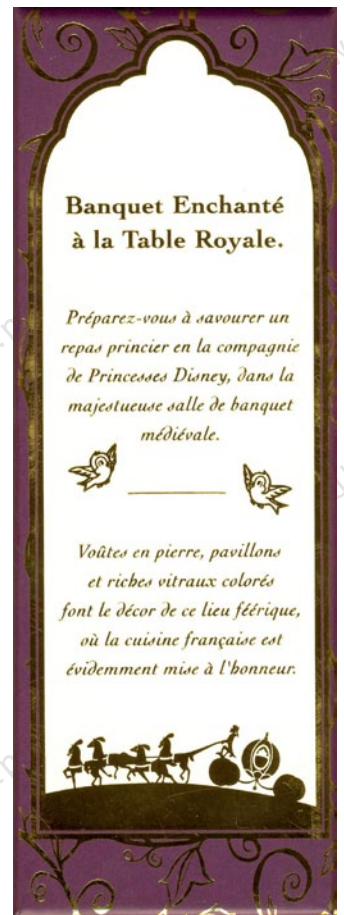 Banquet Enchanté
à la Table Royale.
Préparez-vous à savourer un
repas princier en la compagnie
de Princesses Disney, dans la
majestueuse salle de banquet
médiévale.
Voûtes en pierre, pavillons
et riches vitraux colorés
font le décor de ce lieu féérique,
où la cuisine française est
évidemment mise à l'honneur.